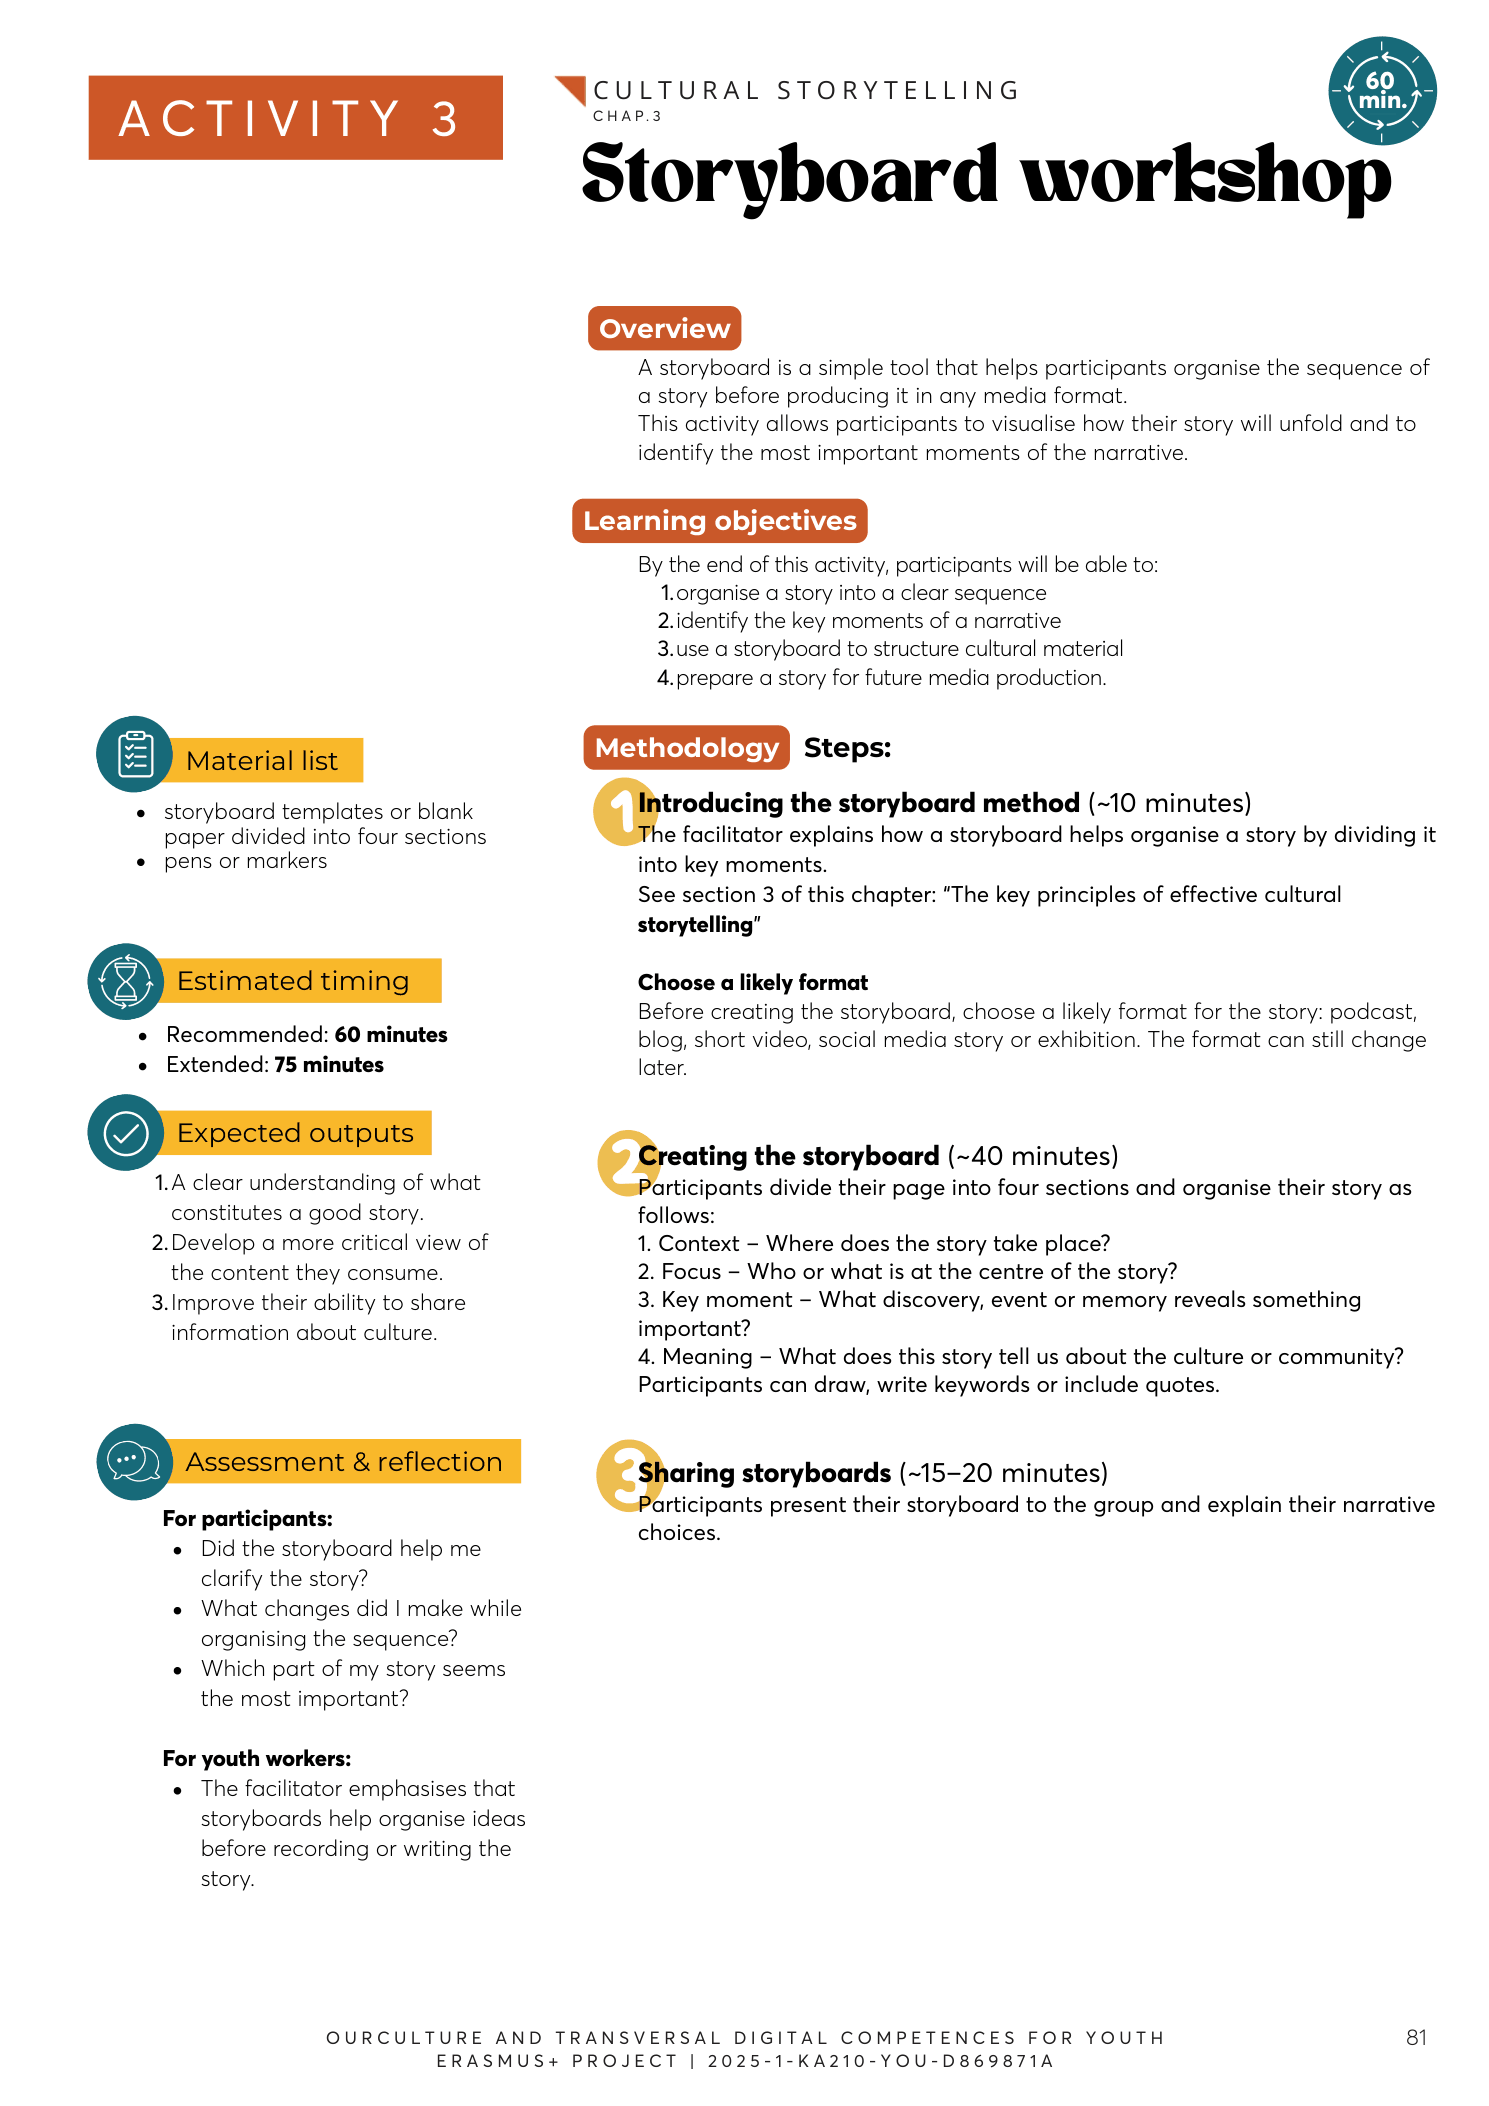 ACTIVITY 3
CULTURAL STORYTELLING
CHAP.3
60
min.
Storyboard workshop
Overview
A storyboard is a simple tool that helps participants organise the sequence of
a story before producing it in any media format.
This activity allows participants to visualise how their story will unfold and to
identify the most important moments of the narrative.
Learning objectives
By the end of this activity, participants will be able to:
1. organise a story into a clear sequence
2. identify the key moments of a narrative
3. use a storyboard to structure cultural material
4. prepare a story for future media production.
Material list
• storyboard templates or blank
paper divided into four sections
• pens or markers
Estimated timing
• Recommended: 60 minutes
• Extended: 75 minutes
Expected outputs
1. A clear understanding of what
constitutes a good story.
2. Develop a more critical view of
the content they consume.
3. Improve their ability to share
information about culture.
Assessment & reflection
For participants:
• Did the storyboard help me
clarify the story?
• What changes did I make while
organising the sequence?
• Which part of my story seems
the most important?
For youth workers:
• The facilitator emphasises that
storyboards help organise ideas
before recording or writing the
story.
Methodology Steps:
1 Introducing the storyboard method (~10 minutes)
The facilitator explains how a storyboard helps organise a story by dividing it
into key moments.
See section 3 of this chapter: “The key principles of effective cultural
storytelling”
Choose a likely format
Before creating the storyboard, choose a likely format for the story: podcast,
blog, short video, social media story or exhibition. The format can still change
later.
2 Creating the storyboard (~40 minutes)
Participants divide their page into four sections and organise their story as
follows:
1. Context – Where does the story take place?
2. Focus – Who or what is at the centre of the story?
3. Key moment – What discovery, event or memory reveals something
important?
4. Meaning – What does this story tell us about the culture or community?
Participants can draw, write keywords or include quotes.
3 Sharing storyboards (~15–20 minutes)
Participants present their storyboard to the group and explain their narrative
choices.
OURCULTURE AND TRANSVERSAL DIGITAL COMPETENCES FOR YOUTH
ERASMUS+ PROJECT | 2025-1-KA210-YOU-D869871A
81